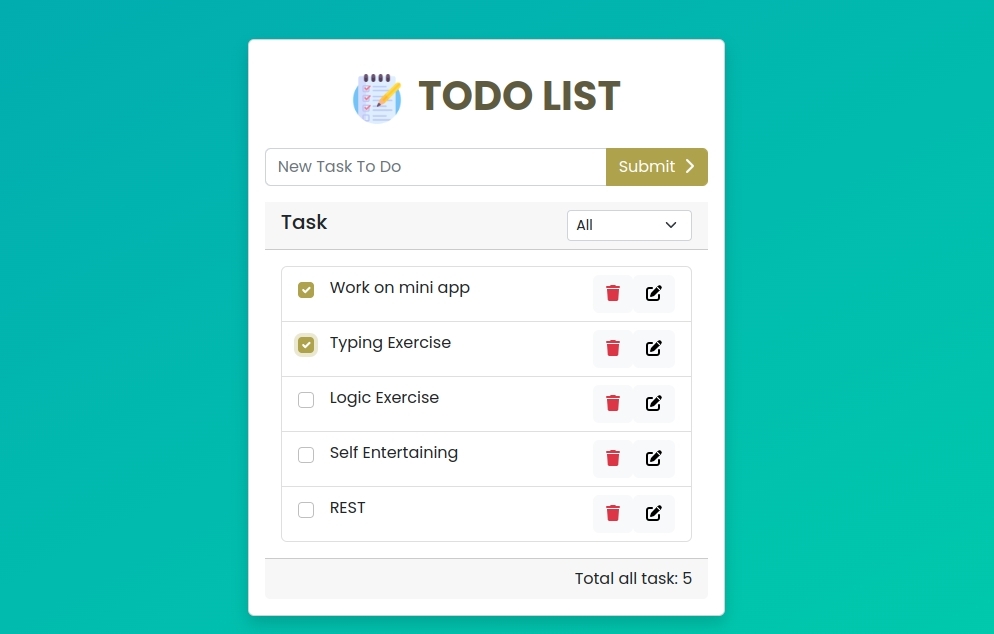 TODO LIST
New Task To Do
Submit
Task
All
Work on mini app
Typing Exercise
Logic Exercise
Self Entertaining
REST
Total all task: 5